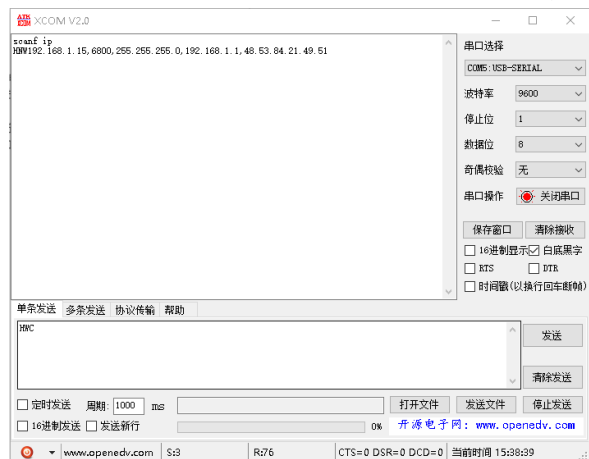 XCOM V2.0
scanf ip
HNW192.168.1.15,6800,255.255.255.0,192.168.1.1,48.53.84.21.49.51
串口选择
COM5:USB-SERIAL
波特率 9600
停止位 1
数据位 8
奇偶校验 无
串口操作 关闭串口
保存窗口 清除接收
16进制显示 白底黑字
RTS DTR
时间戳(以换行回车断帧)
单条发送 多条发送 协议传输 帮助
HWC
发送
清除发送
定时发送 周期: 1000 ms 打开文件 发送文件 停止发送
16进制发送 发送新行 0% 开源电子网: www.openedv.com
www.openedv.com S:3 R:76 CTS=0 DSR=0 DCD=0 当前时间 15:38:39